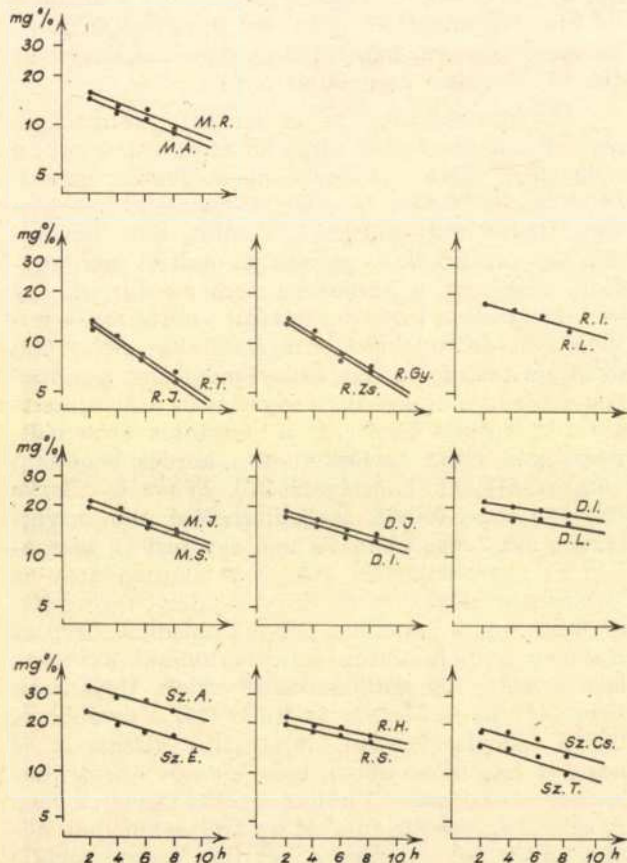 mg%
30
20
10
5
M.R.
M.A.
mg%
30
20
10
5
R.J.
R.T.
R.Zs.
R.Gy.
R.I.
R.L.
mg%
30
20
10
5
M.J.
M.S.
D.J.
D.I.
D.I.
D.L.
mg%
30
20
10
5
Sz.A.
Sz.É.
R.H.
R.S.
Sz.Cs.
Sz.T.
2 4 6 8 10 h
2 4 6 8 10 h
2 4 6 8 10 h